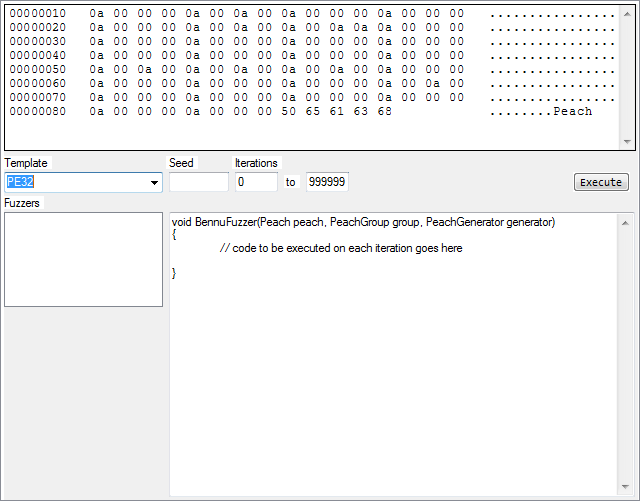 00000010 0a 00 00 00 0a 00 0a 00 0a 00 0a 00 0a 00 00 00 ................
00000020 0a 00 00 00 0a 00 00 0a 00 00 0a 00 00 00 00 00 ................
00000030 0a 00 00 00 0a 00 00 00 0a 00 00 00 0a 00 00 00 ................
00000040 0a 00 00 00 0a 00 00 0a 00 00 0a 00 0a 00 00 00 ................
00000050 0a 00 0a 00 00 00 0a 00 0a 00 0a 00 0a 00 00 00 ................
00000060 0a 00 00 00 0a 00 00 00 0a 00 00 00 0a 00 0a 00 ................
00000070 0a 00 00 00 0a 00 00 0a 00 00 00 00 0a 00 00 00 ................
00000080 0a 00 00 00 0a 00 00 00 50 65 61 63 68 ........Peach
Template Seed Iterations
PE32 0 to 999999 Execute
Fuzzers
void BennuFuzzer(Peach peach, PeachGroup group, PeachGenerator generator)
{
// code to be executed on each iteration goes here
}